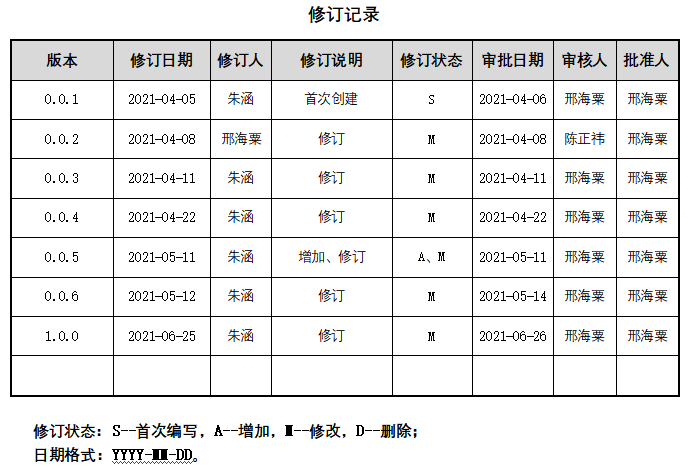 修订记录
版本 修订日期 修订人 修订说明 修订状态 审批日期 审核人 批准人
0.0.1 2021-04-05 朱涵 首次创建 S 2021-04-06 邢海粟 邢海粟
0.0.2 2021-04-08 邢海粟 修订 M 2021-04-08 陈正祎 邢海粟
0.0.3 2021-04-11 朱涵 修订 M 2021-04-11 邢海粟 邢海粟
0.0.4 2021-04-22 朱涵 修订 M 2021-04-22 邢海粟 邢海粟
0.0.5 2021-05-11 朱涵 增加、修订 A、M 2021-05-11 邢海粟 邢海粟
0.0.6 2021-05-12 朱涵 修订 M 2021-05-14 邢海粟 邢海粟
1.0.0 2021-06-25 朱涵 修订 M 2021-06-26 邢海粟 邢海粟
修订状态：S--首次编写，A--增加，M--修改，D--删除；
日期格式：YYYY-MM-DD。